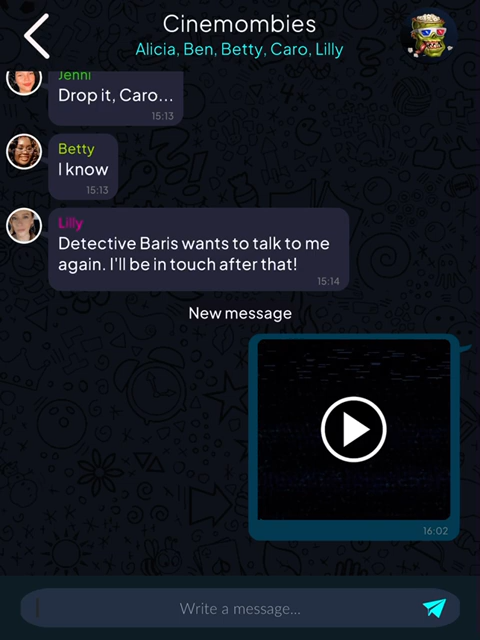 Cinemombies
Alicia, Ben, Betty, Caro, Lilly
Jenni
Drop it, Caro...
15:13
Betty
I know
15:13
Lilly
Detective Baris wants to talk to me
again. I'll be in touch after that!
15:14
New message
16:02
Write a message...